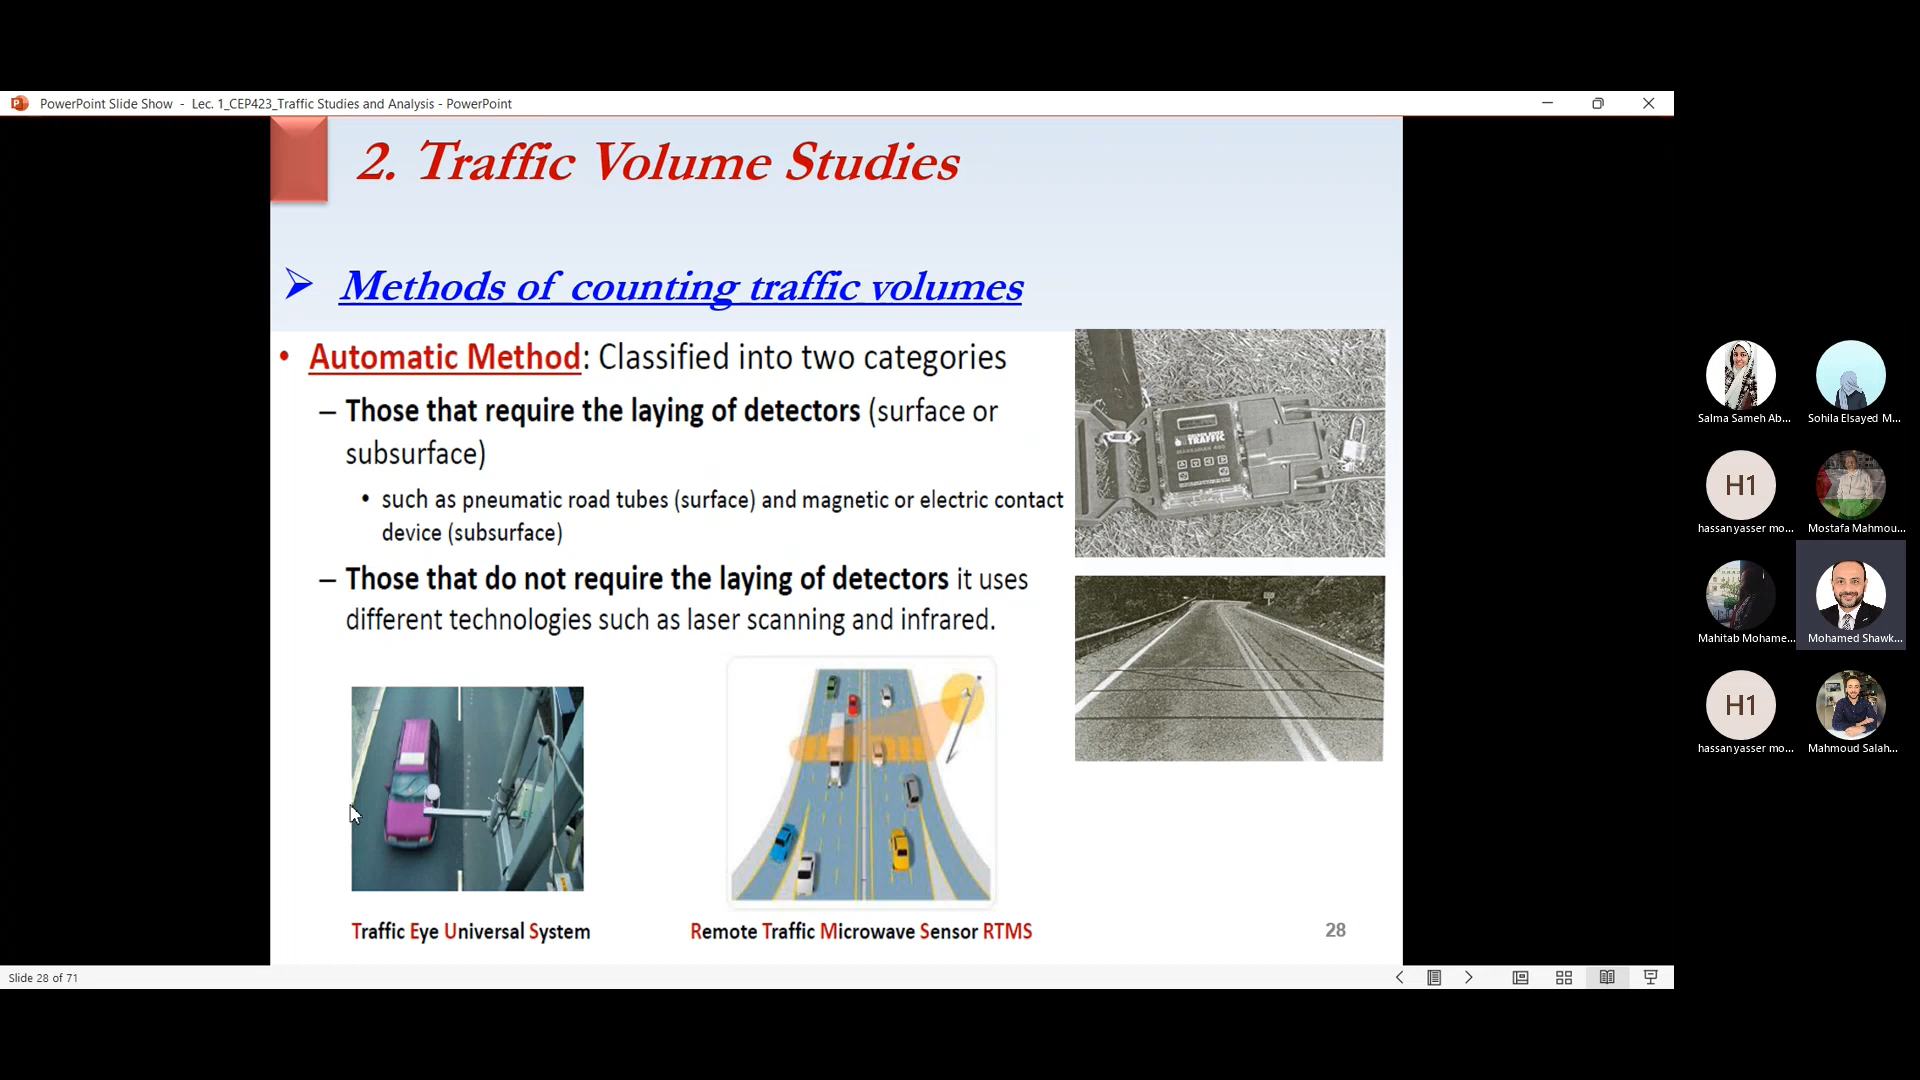 PowerPoint Slide Show - Lec. 1_CEP423_Traffic Studies and Analysis - PowerPoint
2. Traffic Volume Studies
Methods of counting traffic volumes
• Automatic Method: Classified into two categories
– Those that require the laying of detectors (surface or
subsurface)
• such as pneumatic road tubes (surface) and magnetic or electric contact
device (subsurface)
– Those that do not require the laying of detectors it uses
different technologies such as laser scanning and infrared.
TRAFFIC
Traffic Eye Universal System
Remote Traffic Microwave Sensor RTMS
28
Slide 28 of 71
Salma Sameh Ab...
Sohila Elsayed M...
H1
hassan yasser mo...
Mostafa Mahmou...
Mahitab Mohame...
Mohamed Shawk...
H1
hassan yasser mo...
Mahmoud Salah...